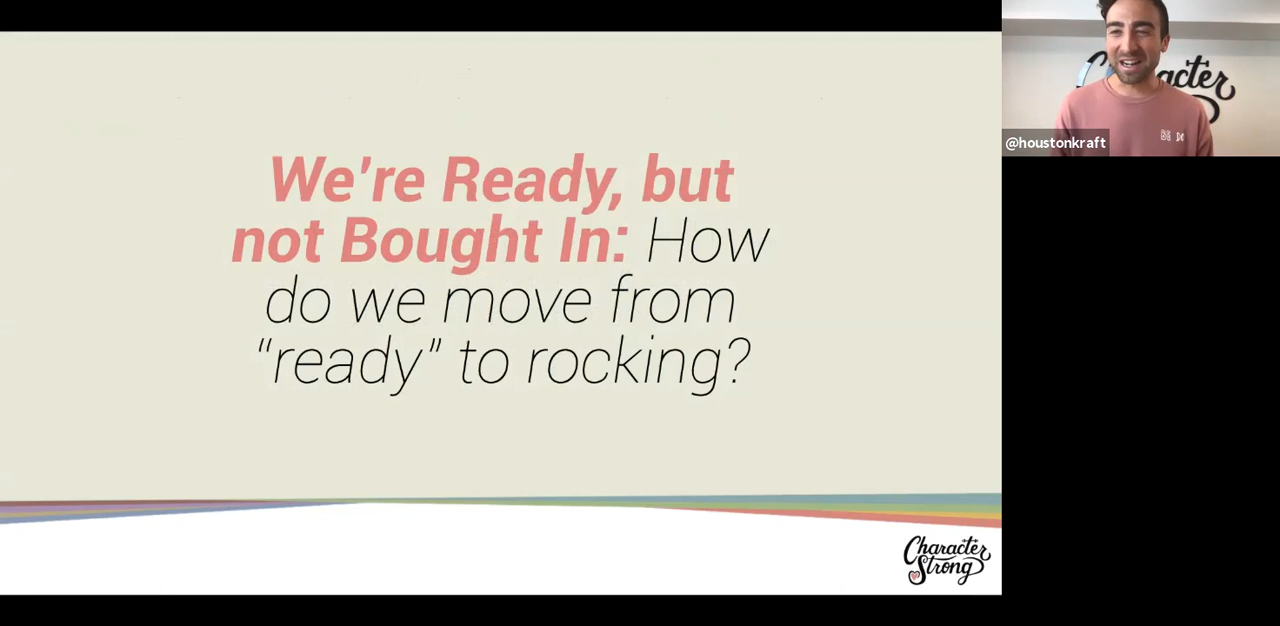 We're Ready, but
not Bought In: How
do we move from
"ready" to rocking?
Character
Strong
@houstonkraft